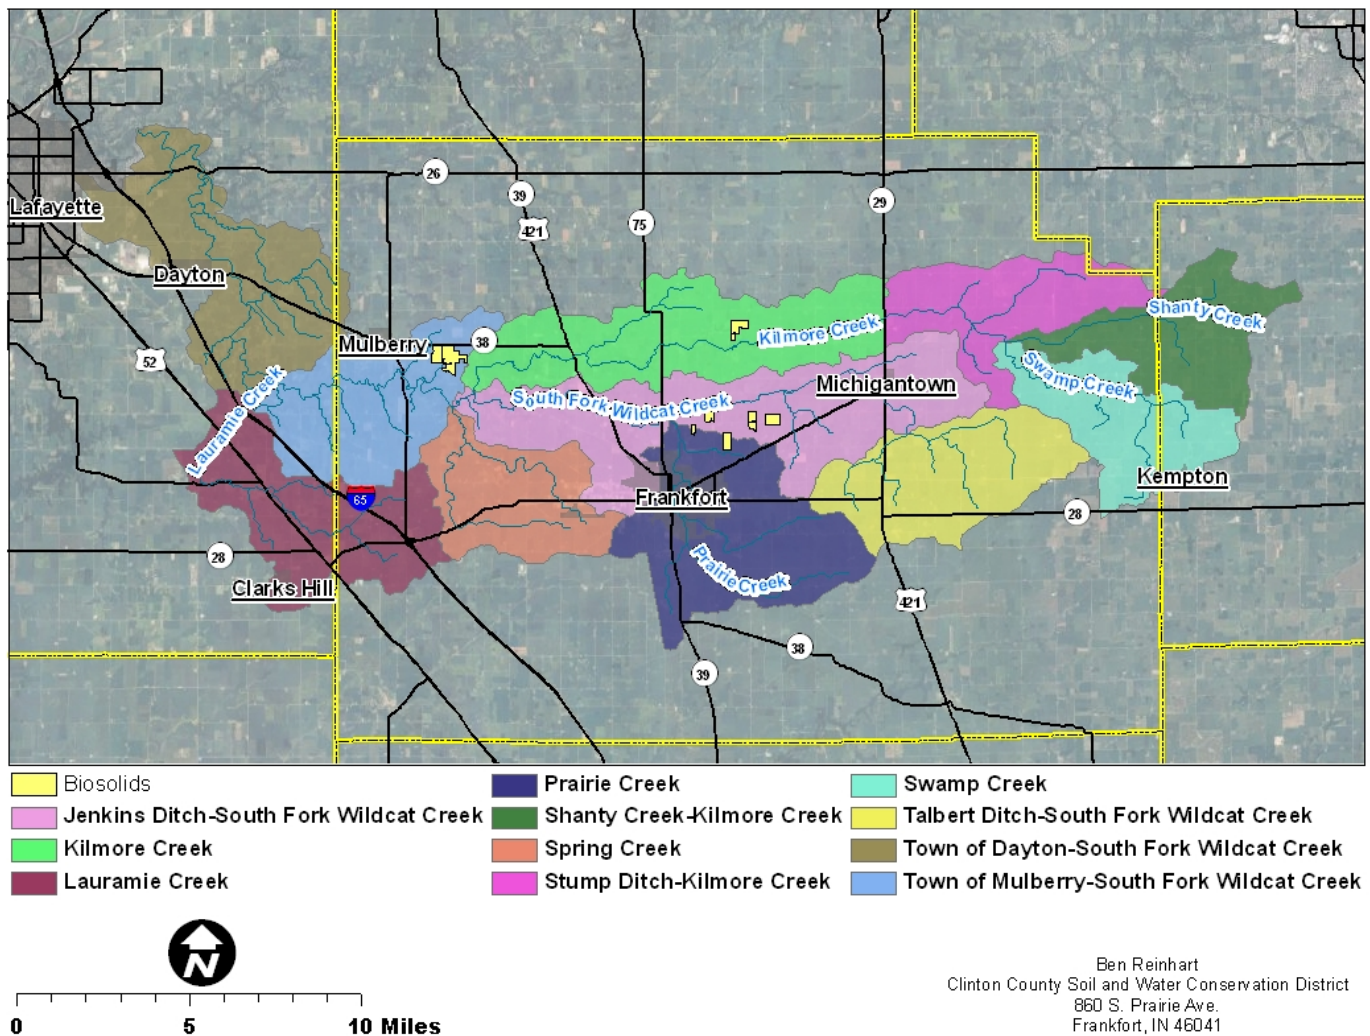 26
39
421
75
29
Lafayette
Dayton
Shanty Creek
Kilmore Creek
Mulberry
38
52
Swamp Creek
Michigantown
South Fork Wildcat Creek
Lauramie Creek
Kempton
65
Frankfort
28
28
Prairie Creek
Clarks Hill
421
38
39
Biosolids
Jenkins Ditch-South Fork Wildcat Creek
Kilmore Creek
Lauramie Creek
Prairie Creek
Shanty Creek-Kilmore Creek
Spring Creek
Stump Ditch-Kilmore Creek
Swamp Creek
Talbert Ditch-South Fork Wildcat Creek
Town of Dayton-South Fork Wildcat Creek
Town of Mulberry-South Fork Wildcat Creek
N
0 5 10 Miles
Ben Reinhart
Clinton County Soil and Water Conservation District
860 S. Prairie Ave.
Frankfort, IN 46041